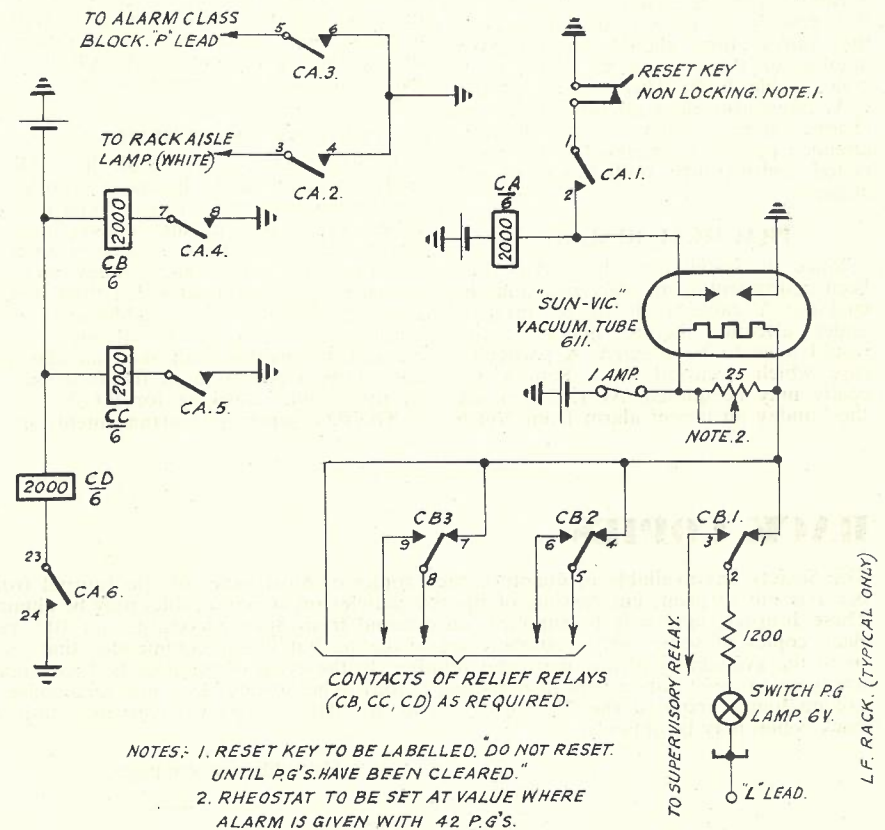 TO ALARM CLASS
BLOCK. "P" LEAD
5
6
CA.3.
TO RACK AISLE
LAMP. (WHITE)
3
4
CA.2.
RESET KEY
NON LOCKING. NOTE.1.
1
2
CA.1.
CA
6
2000
2000
CB
6
7
8
CA.4.
"SUN-VIC."
VACUUM. TUBE
611.
1 AMP.
25
NOTE.2.
2000
CC
6
CA.5.
2000
CD
6
23
24
CA.6.
CB3
9
7
8
CB2
6
4
5
CB.1.
3
1
2
1200
SWITCH P.G
LAMP. 6V.
"L" LEAD.
TO SUPERVISORY RELAY.
L.F. RACK. (TYPICAL ONLY)
CONTACTS OF RELIEF RELAYS
(CB, CC, CD) AS REQUIRED.
NOTES:- 1. RESET KEY TO BE LABELLED. "DO NOT RESET.
UNTIL P.G'S. HAVE BEEN CLEARED."
2. RHEOSTAT TO BE SET AT VALUE WHERE
ALARM IS GIVEN WITH 42 P.G'S.